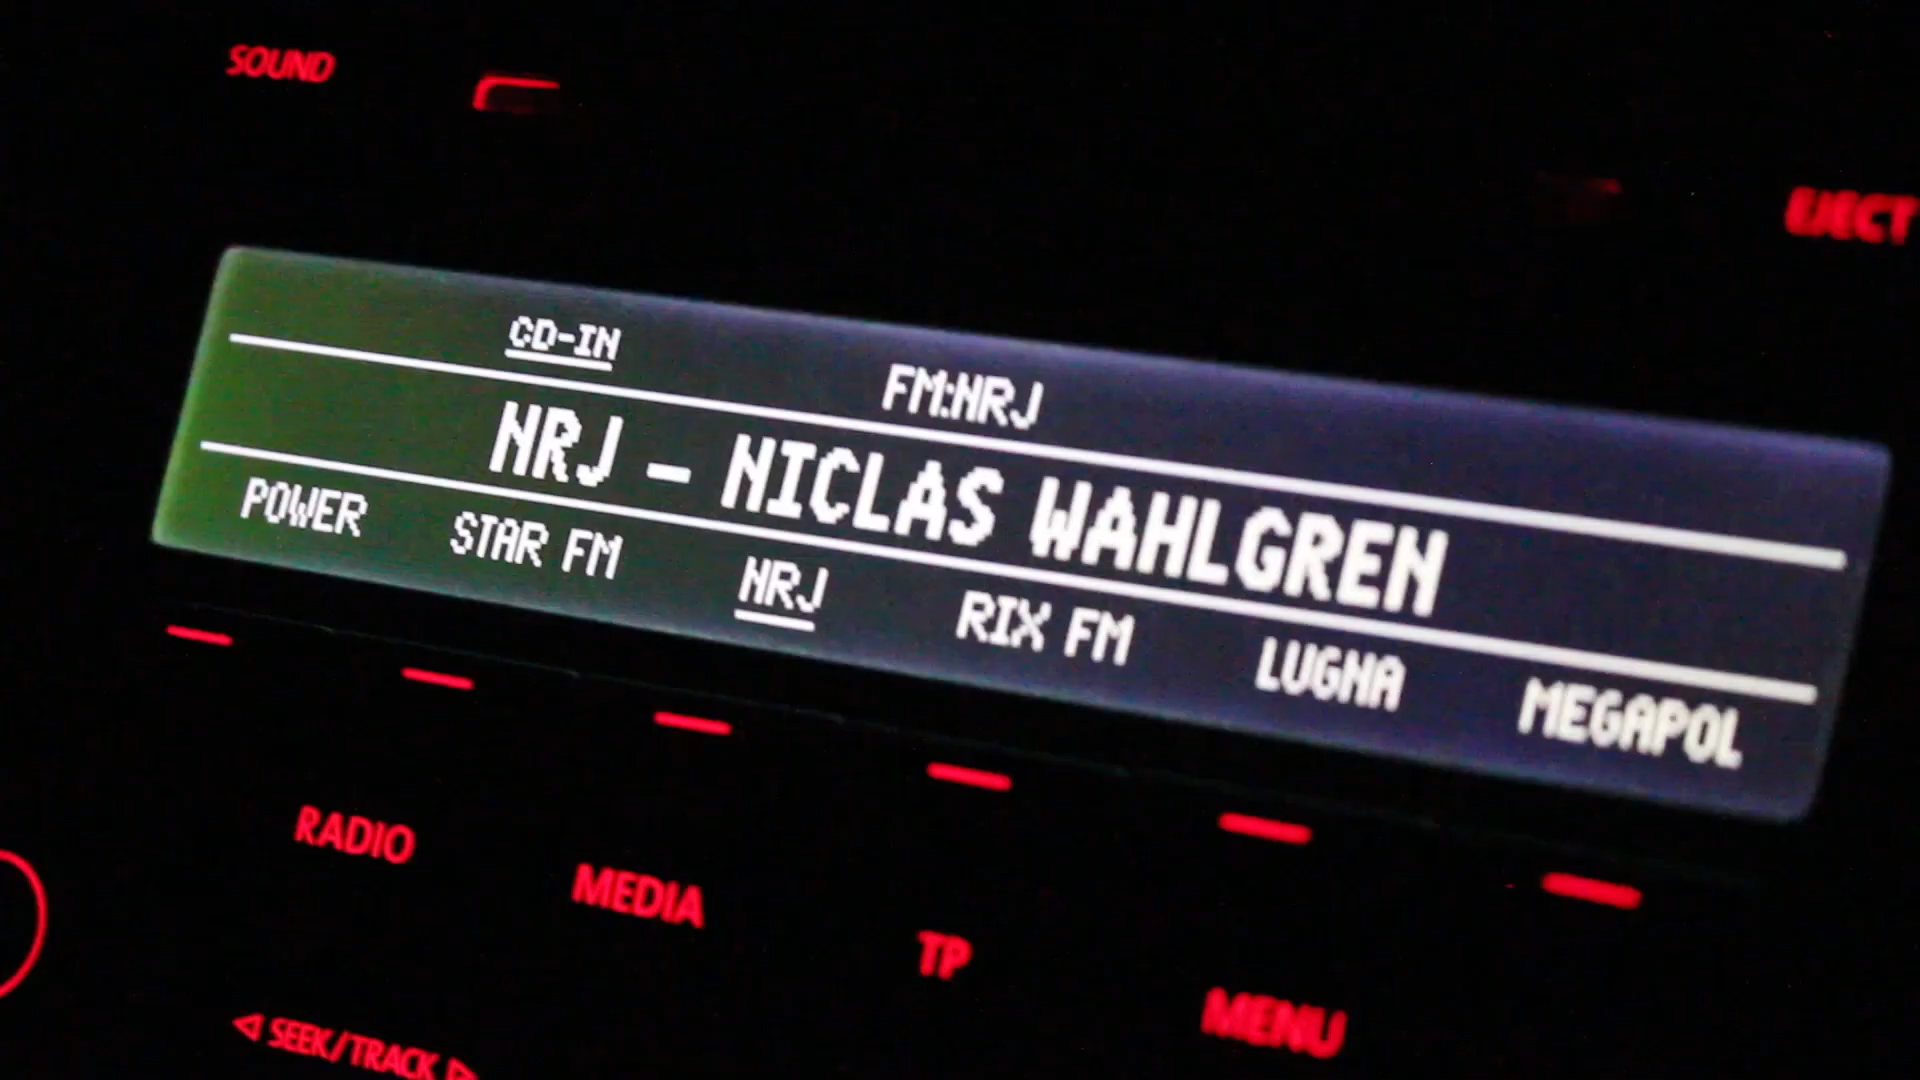 SOUND
EJECT
CD-IN
FM:NRJ
NRJ - NICLAS WAHLGREN
POWER STAR FM NRJ RIX FM LUGNA MEGAPOL
RADIO MEDIA TP MENU
SEEK/TRACK